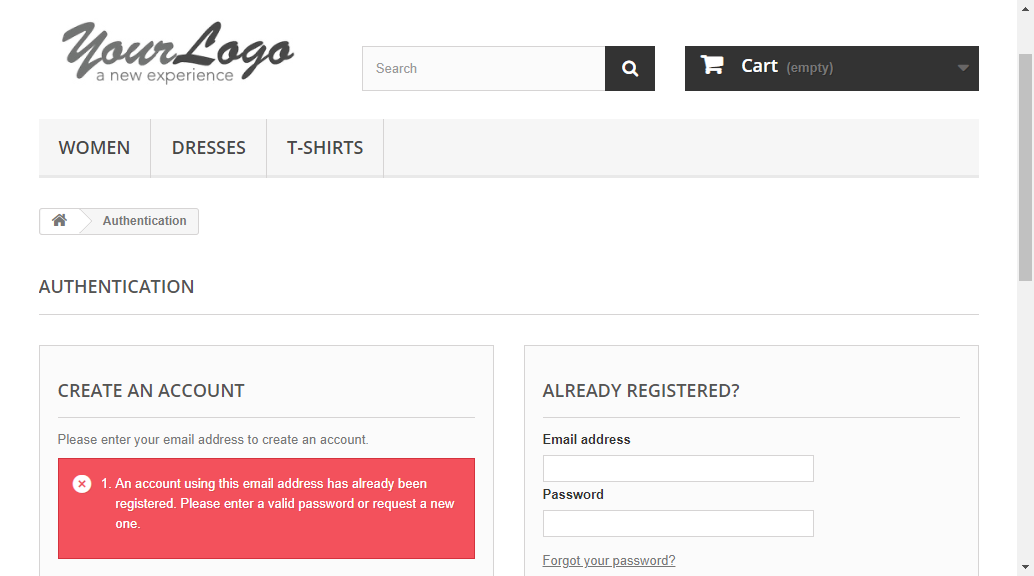 YourLogo
a new experience
Search
Cart (empty)
WOMEN
DRESSES
T-SHIRTS
Authentication
AUTHENTICATION
CREATE AN ACCOUNT
Please enter your email address to create an account.
1. An account using this email address has already been
registered. Please enter a valid password or request a new
one.
ALREADY REGISTERED?
Email address
Password
Forgot your password?